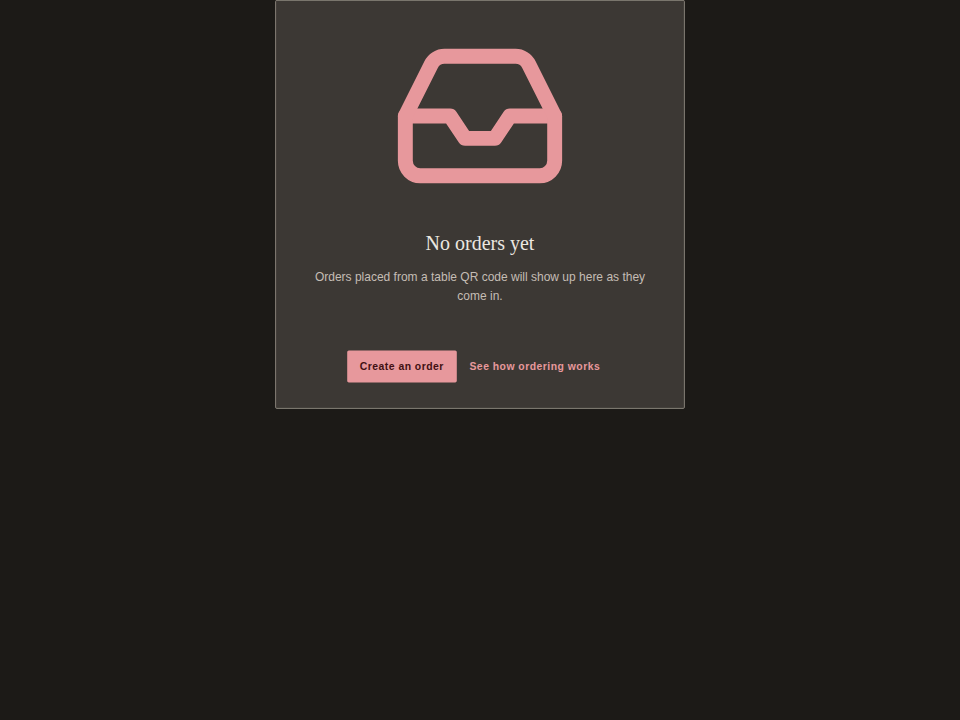 No orders yet
Orders placed from a table QR code will show up here as they
come in.
Create an order
See how ordering works